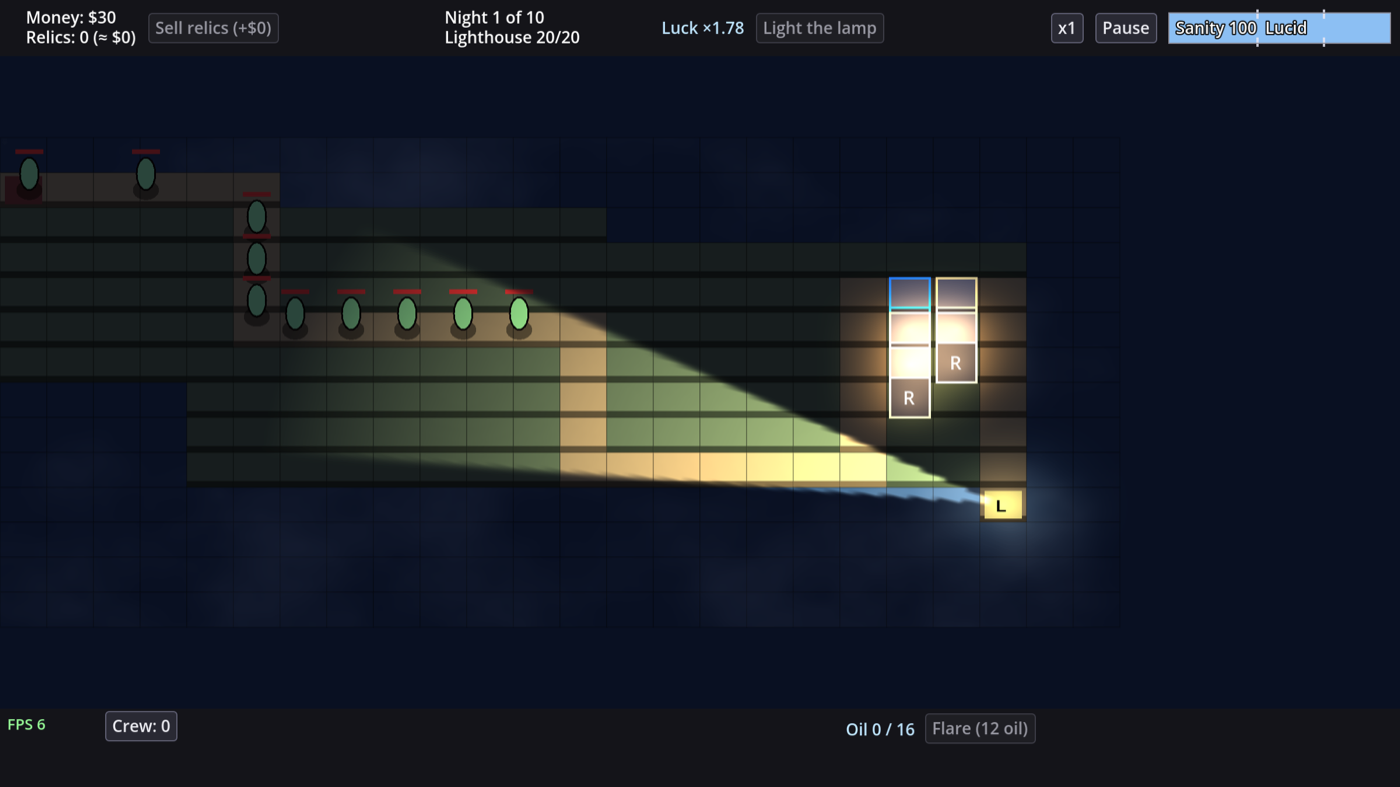 Money: $30
Relics: 0 (≈ $0)
Sell relics (+$0)
Night 1 of 10
Lighthouse 20/20
Luck ×1.78
Light the lamp
x1
Pause
Sanity 100 Lucid
R
R
L
FPS 6
Crew: 0
Oil 0 / 16
Flare (12 oil)